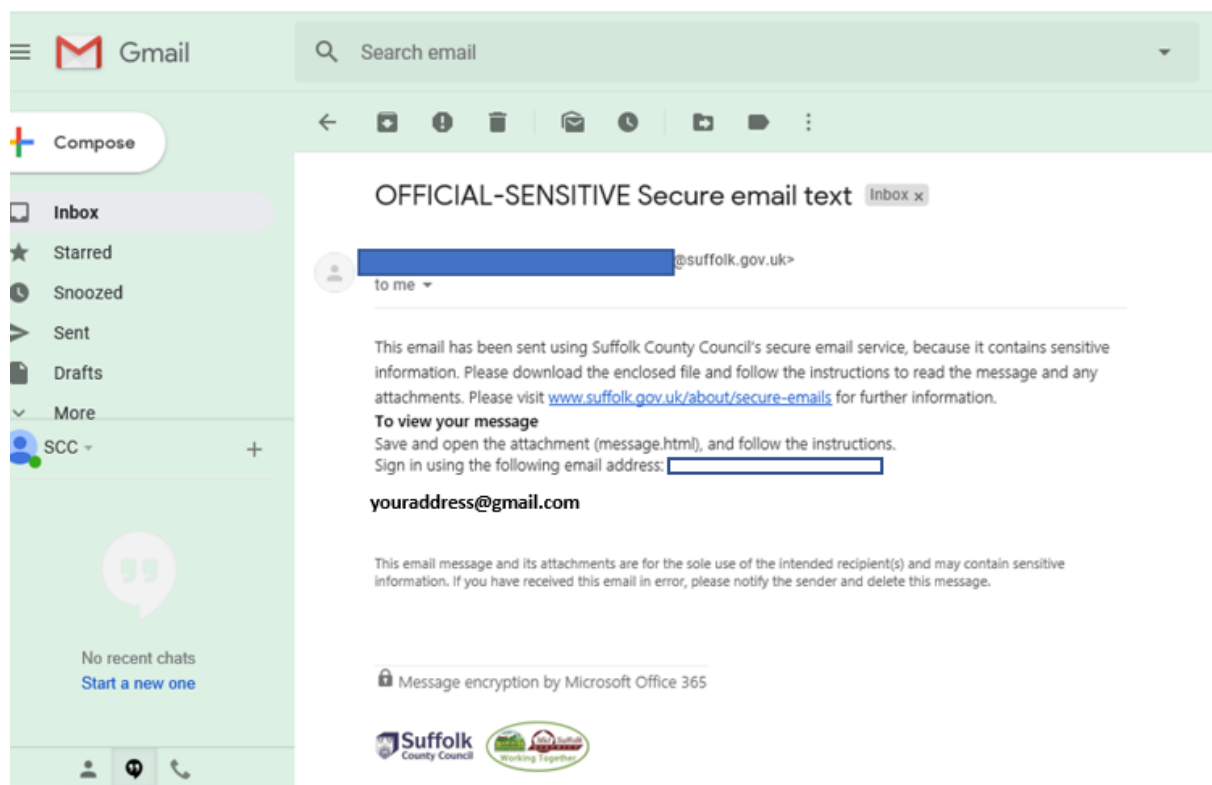 Gmail
Search email
Compose
OFFICIAL-SENSITIVE Secure email text Inbox x
Inbox
Starred
Snoozed
Sent
Drafts
More
SCC
@suffolk.gov.uk>
to me
This email has been sent using Suffolk County Council's secure email service, because it contains sensitive
information. Please download the enclosed file and follow the instructions to read the message and any
attachments. Please visit www.suffolk.gov.uk/about/secure-emails for further information.
To view your message
Save and open the attachment (message.html), and follow the instructions.
Sign in using the following email address:
youraddress@gmail.com
This email message and its attachments are for the sole use of the intended recipient(s) and may contain sensitive
information. If you have received this email in error, please notify the sender and delete this message.
No recent chats
Start a new one
Message encryption by Microsoft Office 365
Suffolk
County Council
Mid Suffolk
Working Together